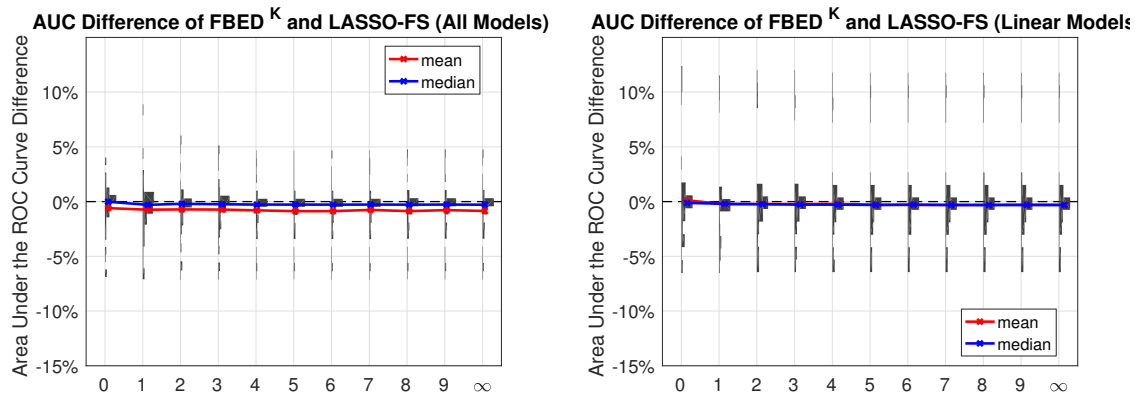 AUC Difference of FBED K and LASSO-FS (All Models)
Area Under the ROC Curve Difference
mean
median
10%
5%
0%
-5%
-10%
-15%
0 1 2 3 4 5 6 7 8 9 ∞
AUC Difference of FBED K and LASSO-FS (Linear Models
Area Under the ROC Curve Difference
10%
5%
0%
-5%
-10%
-15%
mean
median
0 1 2 3 4 5 6 7 8 9 ∞